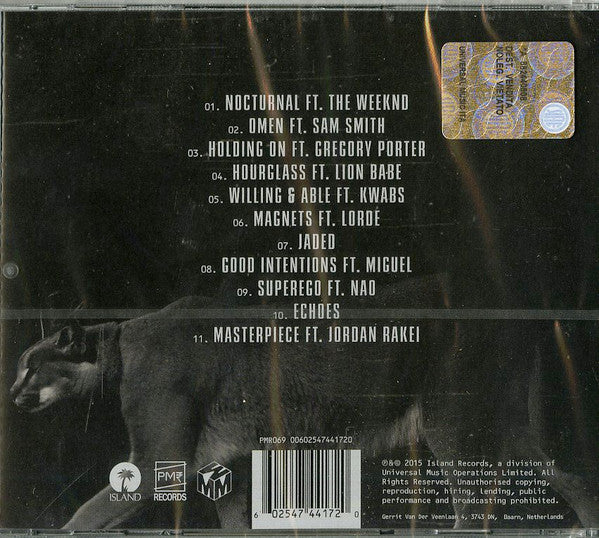 01. NOCTURNAL FT. THE WEEKND
02. OMEN FT. SAM SMITH
03. HOLDING ON FT. GREGORY PORTER
04. HOURGLASS FT. LION BABE
05. WILLING & ABLE FT. KWABS
06. MAGNETS FT. LORDE
07. JADED
08. GOOD INTENTIONS FT. MIGUEL
09. SUPEREGO FT. NAO
10. ECHOES
11. MASTERPIECE FT. JORDAN RAKEI
PMR069 00602547441720
ISLAND
PMR
RECORDS
6 02547 44172 0
℗&© 2015 Island Records, a division of
Universal Music Operations Limited. All
Rights Reserved. Unauthorised copying,
reproduction, hiring, lending, public
performance and broadcasting prohibited.
Gerrit Van Der Veenlaan 4, 3743 DN, Baarn, Netherlands